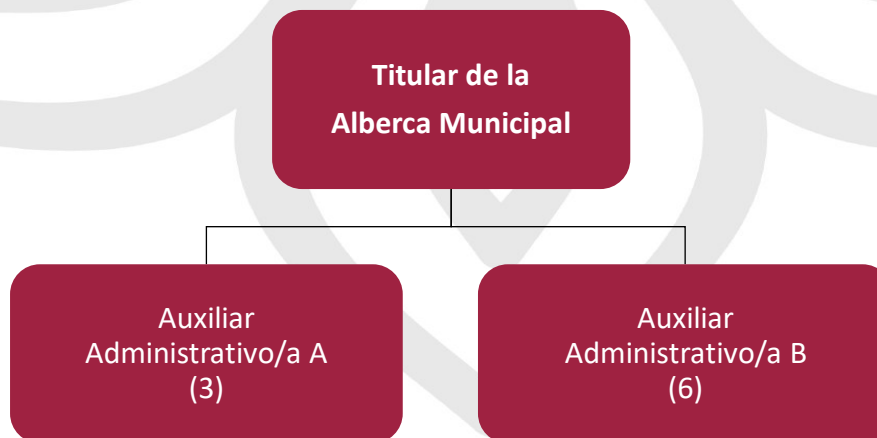 Titular de la
Alberca Municipal
Auxiliar
Administrativo/a A
(3)
Auxiliar
Administrativo/a B
(6)